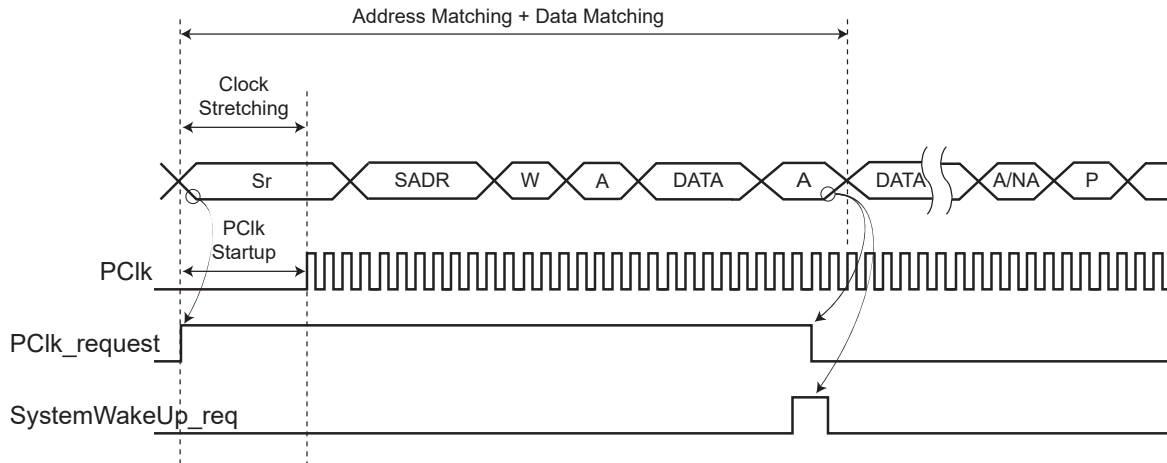 Address Matching + Data Matching
Clock
Stretching
Sr
SADR
W
A
DATA
A
DATA
A/NA
P
PClk
Startup
PClk
PClk_request
SystemWakeUp_req